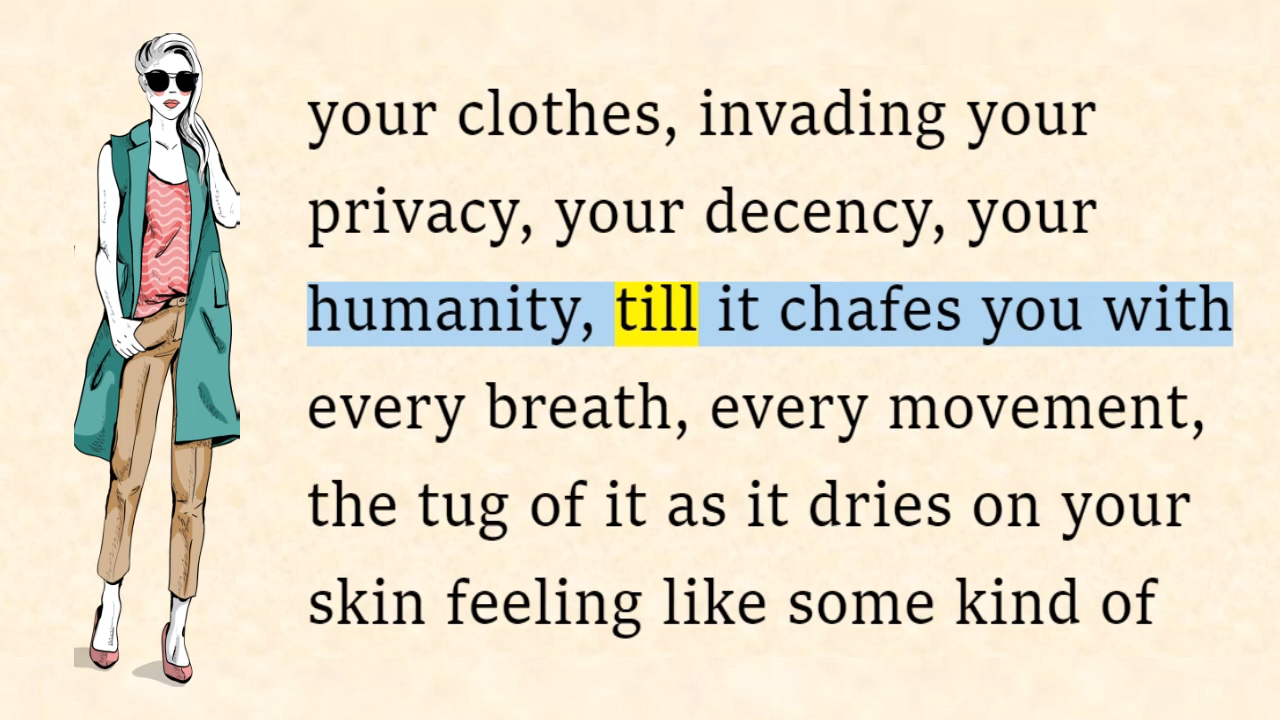 your clothes, invading your
privacy, your decency, your
humanity, till it chafes you with
every breath, every movement,
the tug of it as it dries on your
skin feeling like some kind of